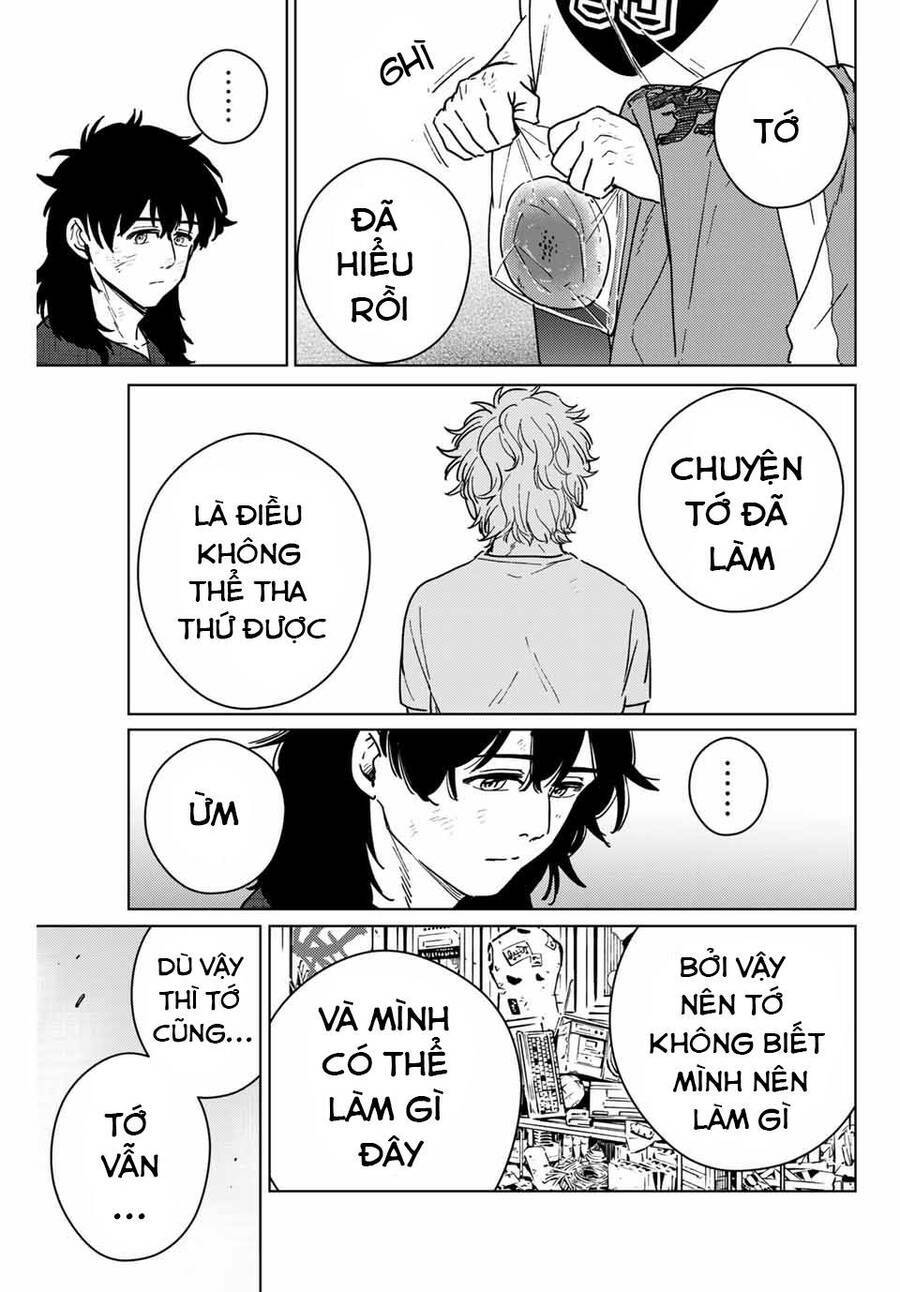 TỚ
GHÌ
ĐÃ
HIỂU
RỒI
......
CHUYỆN
TỚ ĐÃ
LÀM
LÀ ĐIỀU
KHÔNG
THỂ THA
THỨ ĐƯỢC
......
ỪM
BỞI VẬY
NÊN TỚ
KHÔNG BIẾT
MÌNH NÊN
LÀM GÌ
VÀ MÌNH
CÓ THỂ
LÀM GÌ
ĐÂY
DÙ VẬY
THÌ TỚ
CŨNG...
TỚ
VẪN
...